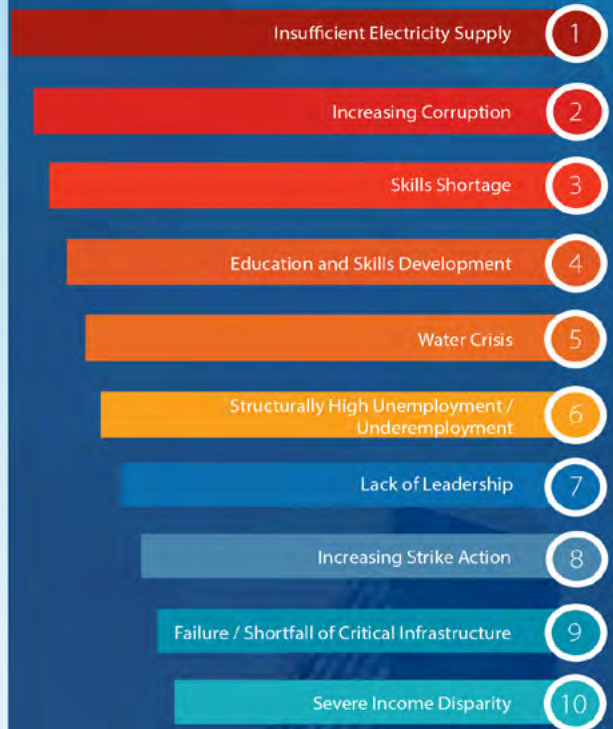 Insufficient Electricity Supply 1
Increasing Corruption 2
Skills Shortage 3
Education and Skills Development 4
Water Crisis 5
Structurally High Unemployment /
Underemployment 6
Lack of Leadership 7
Increasing Strike Action 8
Failure / Shortfall of Critical Infrastructure 9
Severe Income Disparity 10